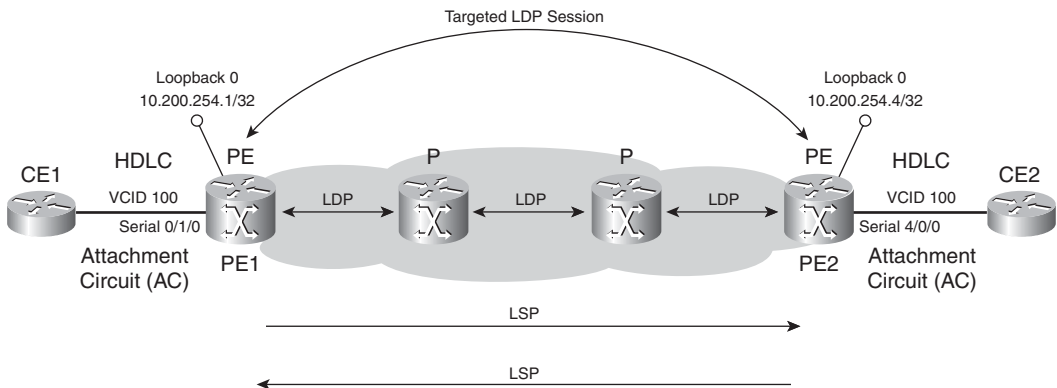 Targeted LDP Session
Loopback 0
10.200.254.1/32
Loopback 0
10.200.254.4/32
CE1
HDLC
VCID 100
Serial 0/1/0
Attachment
Circuit (AC)
PE
PE1
LDP
P
LDP
P
LDP
PE
PE2
HDLC
VCID 100
Serial 4/0/0
Attachment
Circuit (AC)
CE2
LSP
LSP